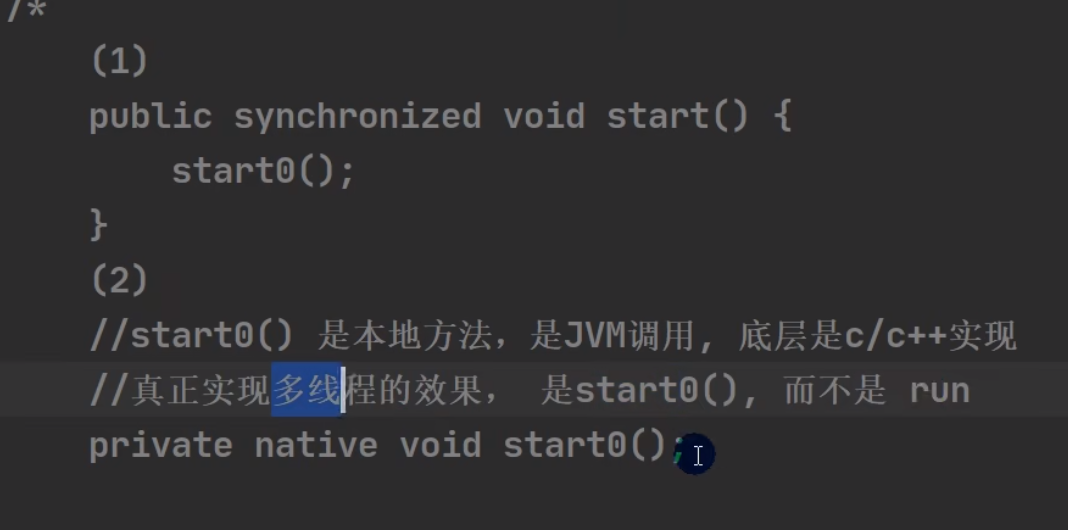 /*
(1)
public synchronized void start() {
start0();
}
(2)
//start0() 是本地方法，是JVM调用, 底层是c/c++实现
//真正实现多线程的效果， 是start0(), 而不是 run
private native void start0();